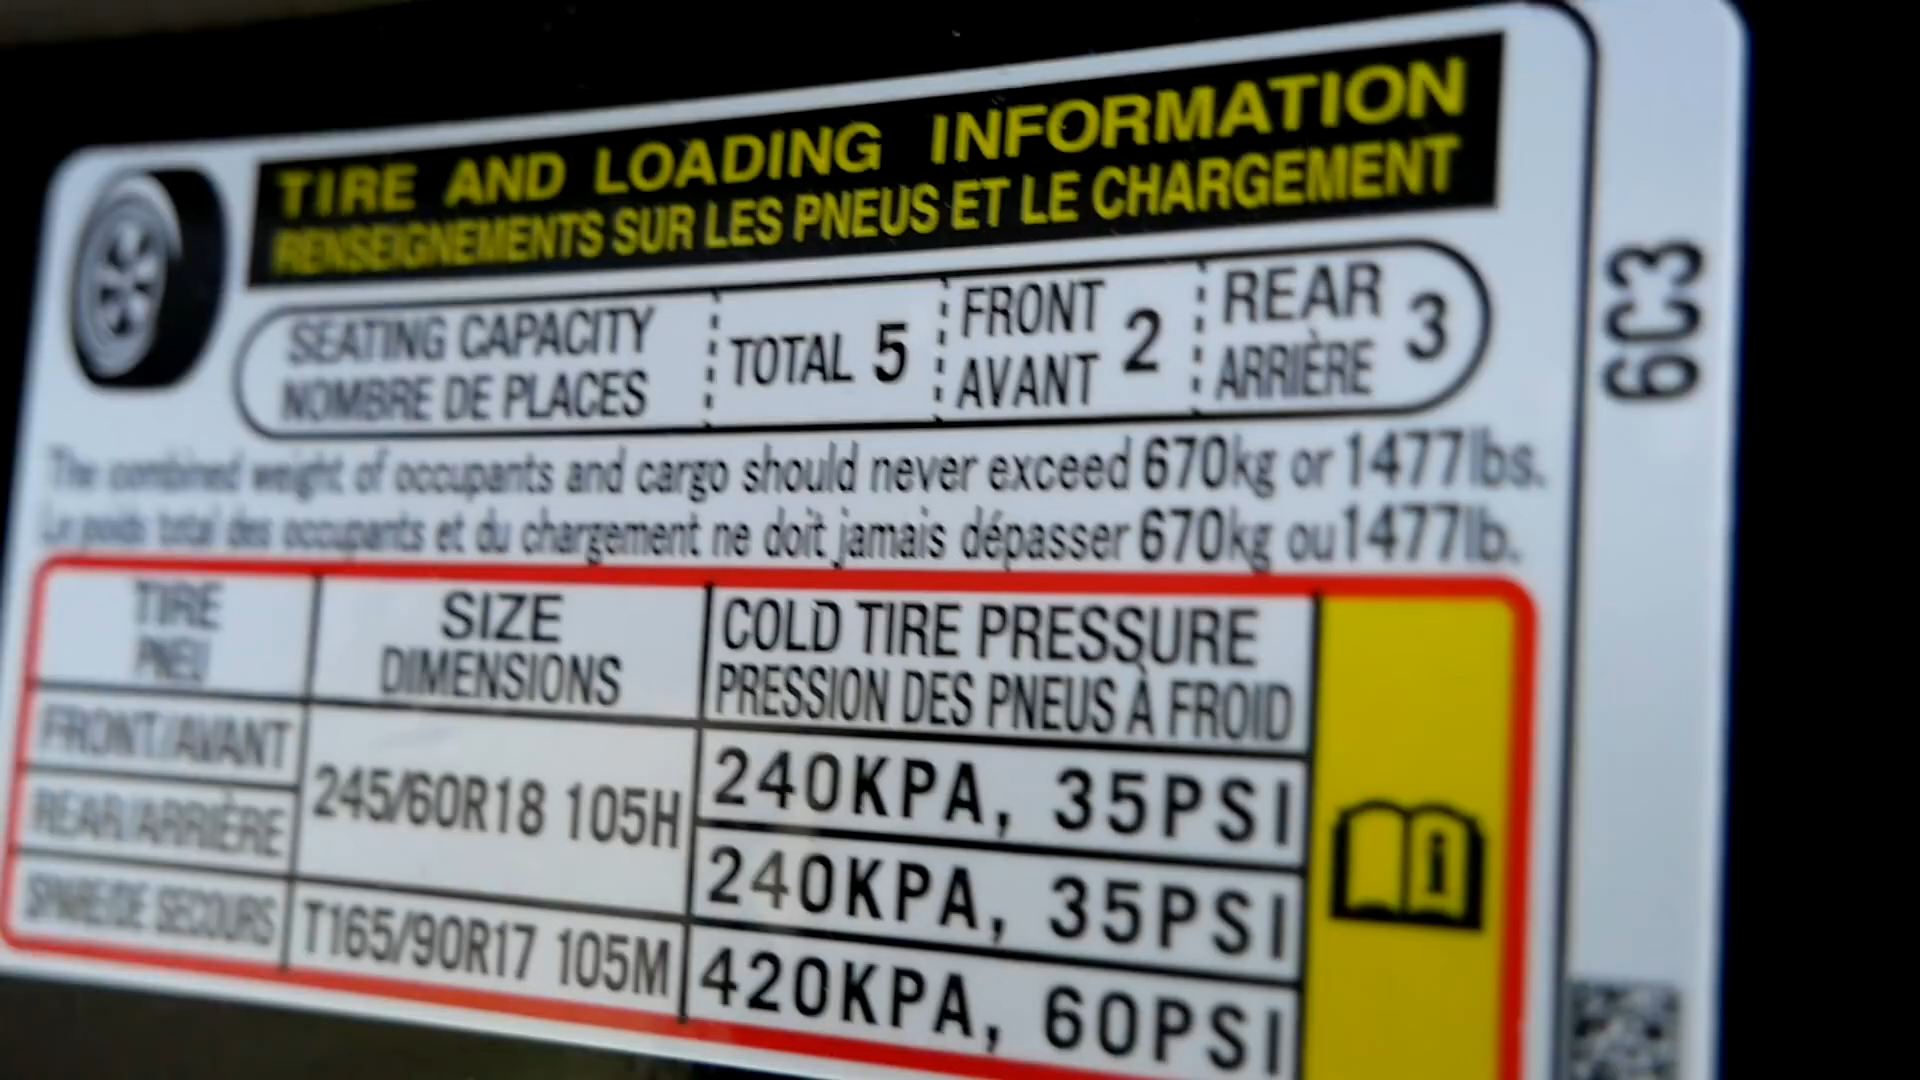 TIRE AND LOADING INFORMATION
RENSEIGNEMENTS SUR LES PNEUS ET LE CHARGEMENT
SEATING CAPACITY
NOMBRE DE PLACES
TOTAL 5
FRONT
AVANT
2
REAR
ARRIÈRE
3
The combined weight of occupants and cargo should never exceed 670kg or 1477lbs.
Le poids total des occupants et du chargement ne doit jamais dépasser 670kg ou 1477lb.
TIRE
PNEU
SIZE
DIMENSIONS
COLD TIRE PRESSURE
PRESSION DES PNEUS À FROID
FRONT/AVANT
245/60R18 105H
240KPA, 35PSI
REAR/ARRIÈRE
240KPA, 35PSI
SPARE/DE SECOURS
T165/90R17 105M
420KPA, 60PSI
i
6C3